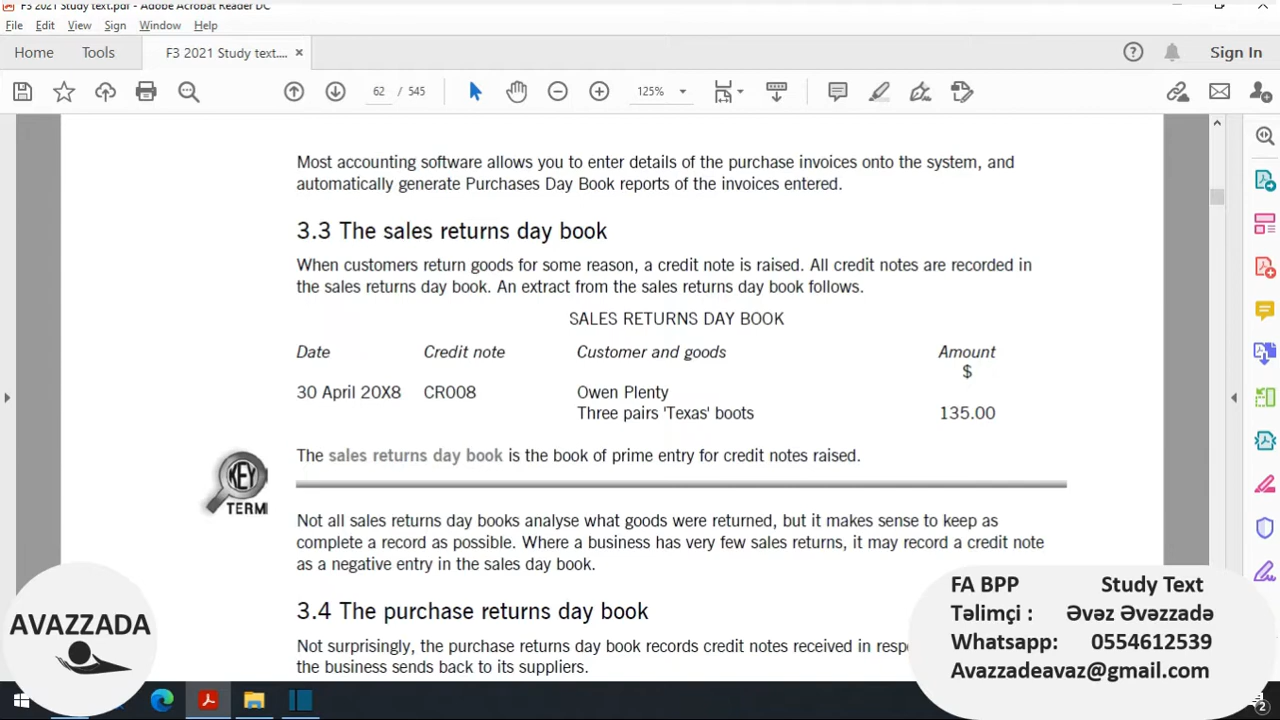 F3 2021 Study text.pdf - Adobe Acrobat Reader DC
File Edit View Sign Window Help
Home Tools F3 2021 Study text.... × Sign In
62 / 545 125%
Most accounting software allows you to enter details of the purchase invoices onto the system, and
automatically generate Purchases Day Book reports of the invoices entered.
3.3 The sales returns day book
When customers return goods for some reason, a credit note is raised. All credit notes are recorded in
the sales returns day book. An extract from the sales returns day book follows.
SALES RETURNS DAY BOOK
Date Credit note Customer and goods Amount
$
30 April 20X8 CR008 Owen Plenty
Three pairs 'Texas' boots 135.00
The sales returns day book is the book of prime entry for credit notes raised.
KEY
TERM
Not all sales returns day books analyse what goods were returned, but it makes sense to keep as
complete a record as possible. Where a business has very few sales returns, it may record a credit note
as a negative entry in the sales day book.
3.4 The purchase returns day book
Not surprisingly, the purchase returns day book records credit notes received in
the business sends back to its suppliers.
AVAZZADA
FA BPP Study Text
Təlimçi : Əvəz Əvəzzadə
Whatsapp: 0554612539
Avazzadeavaz@gmail.com
2